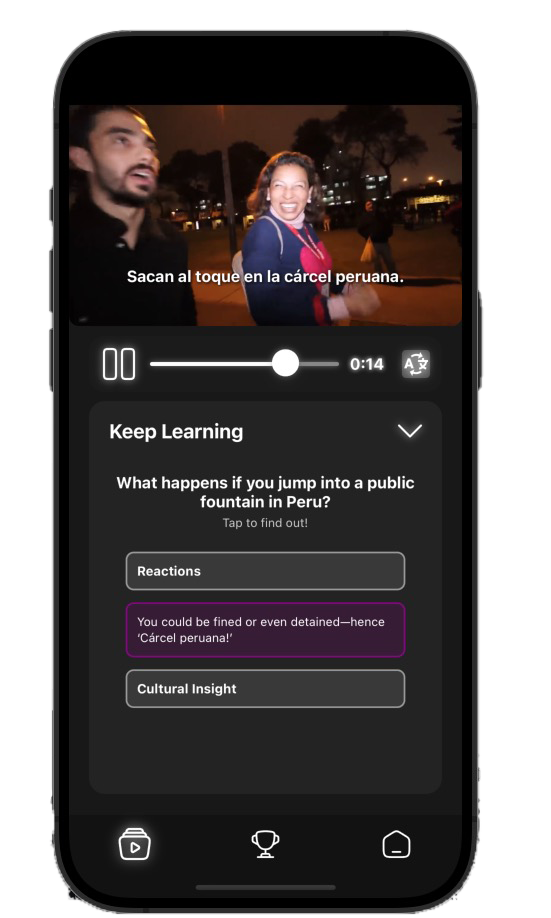 Sacan al toque en la cárcel peruana.
0:14
A
Keep Learning
What happens if you jump into a public
fountain in Peru?
Tap to find out!
Reactions
You could be fined or even detained—hence
‘Cárcel peruana!’
Cultural Insight